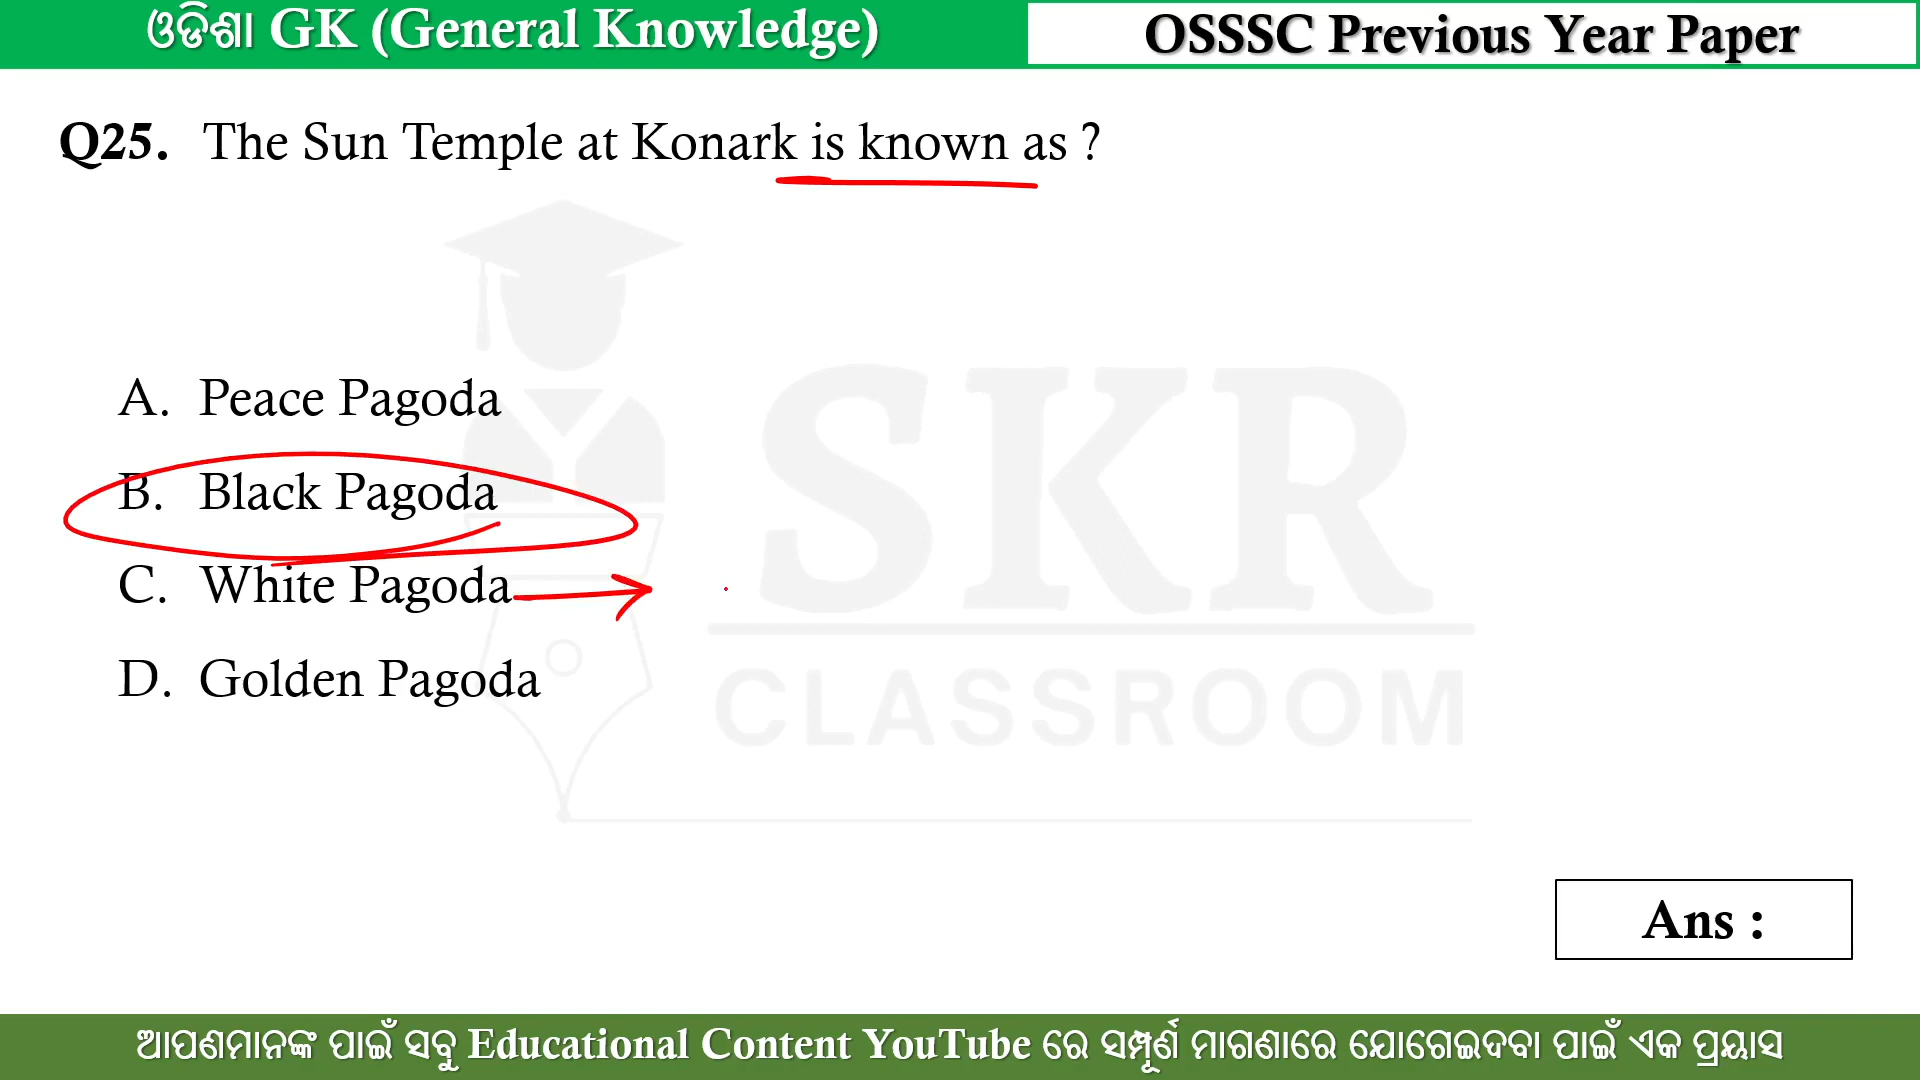 ଓଡିଶା GK (General Knowledge)
OSSSC Previous Year Paper
Q25. The Sun Temple at Konark is known as ?
A. Peace Pagoda
B. Black Pagoda
C. White Pagoda
D. Golden Pagoda
SKR
CLASSROOM
Ans :
ଆପଣମାନଙ୍କ ପାଇଁ ସବୁ Educational Content YouTube ରେ ସମ୍ପୂର୍ଣ ମାଗଣାରେ ଯୋଗେଇଦବା ପାଇଁ ଏକ ପ୍ରୟାସ